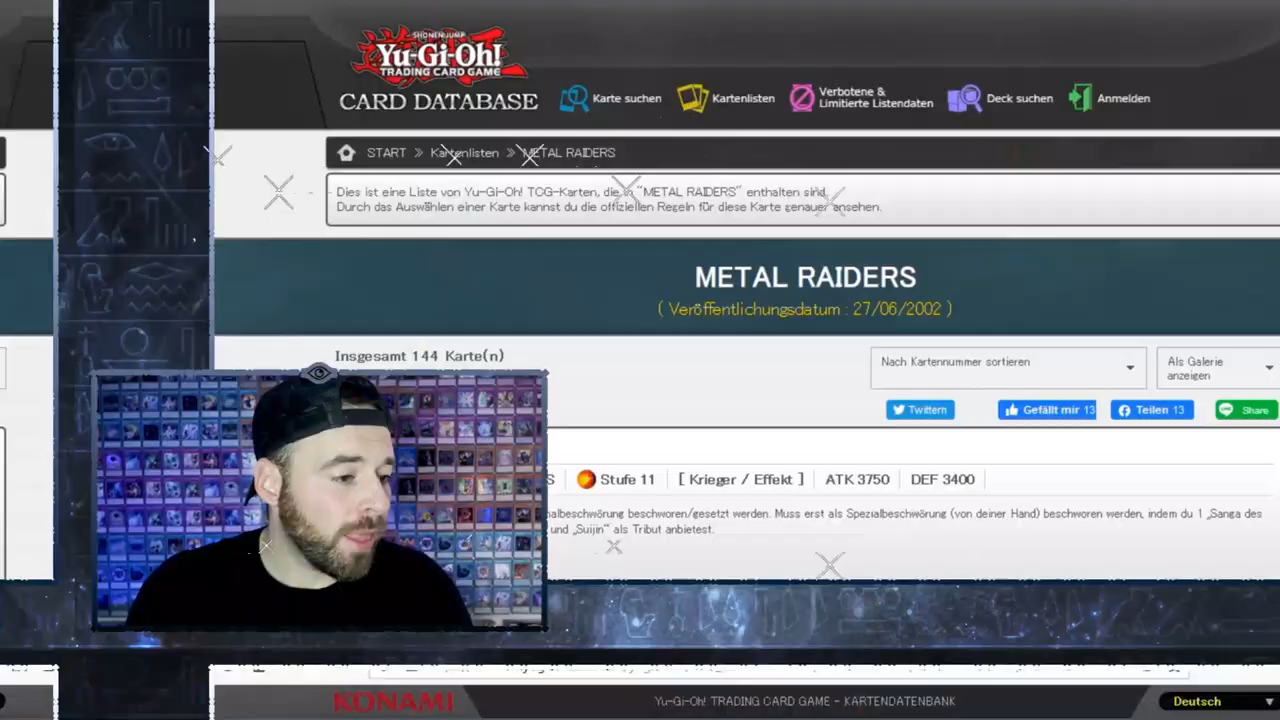 SHONEN JUMP
Yu-Gi-Oh!
TRADING CARD GAME
CARD DATABASE
Karte suchen
Kartenlisten
Verbotene &
Limitierte Listendaten
Deck suchen
Anmelden
START » Kartenlisten » METAL RAIDERS
Dies ist eine Liste von Yu-Gi-Oh! TCG-Karten, die in "METAL RAIDERS" enthalten sind.
Durch das Auswählen einer Karte kannst du die offiziellen Regeln für diese Karte genauer ansehen.
METAL RAIDERS
( Veröffentlichungsdatum : 27/06/2002 )
Insgesamt 144 Karte(n)
Nach Kartennummer sortieren
Als Galerie
anzeigen
Twittern
Gefällt mir 13
Teilen 13
Share
S Stufe 11 [ Krieger / Effekt ] ATK 3750 DEF 3400
albeschwörung beschworen/gesetzt werden. Muss erst als Spezialbeschwörung (von deiner Hand) beschworen werden, indem du 1 „Sanga des
und „Suijin“ als Tribut anbietest.
KONAMI
Yu-Gi-Oh! TRADING CARD GAME - KARTENDATENBANK
Deutsch